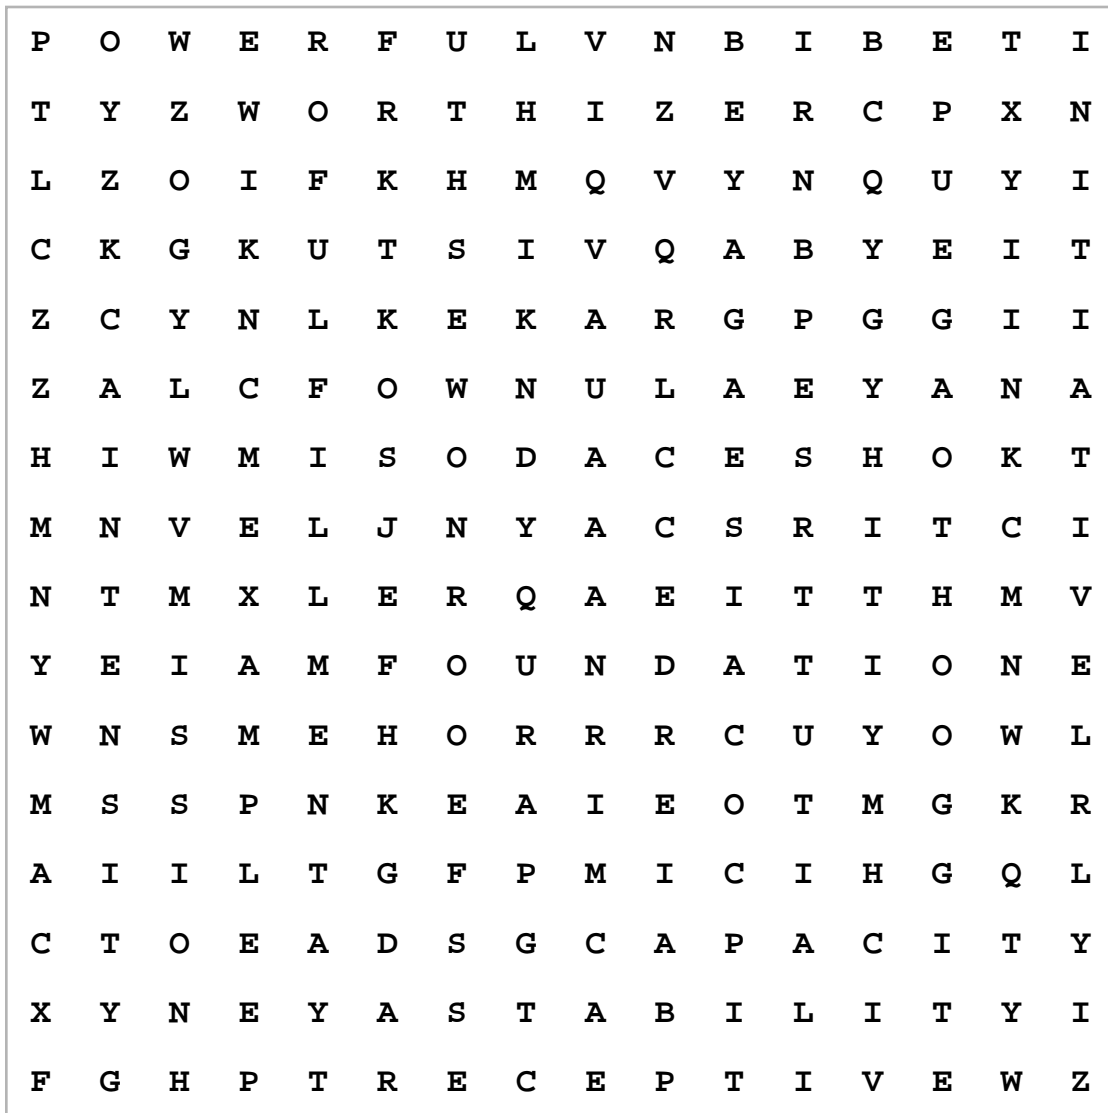 P O W E R F U L V N B I B E T I
T Y Z W O R T H I Z E R C P X N
L Z O I F K H M Q V Y N Q U Y I
C K G K U T S I V Q A B Y E I T
Z C Y N L K E K A R G P G G I I
Z A L C F O W N U L A E Y A N A
H I W M I S O D A C E S H O K T
M N V E L J N Y A C S R I T C I
N T M X L E R Q A E I T T H M V
Y E I A M F O U N D A T I O N E
W N S M E H O R R R C U Y O W L
M S S P N K E A I E O T M G K R
A I I L T G F P M I C I H G Q L
C T O E A D S G C A P A C I T Y
X Y N E Y A S T A B I L I T Y I
F G H P T R E C E P T I V E W Z